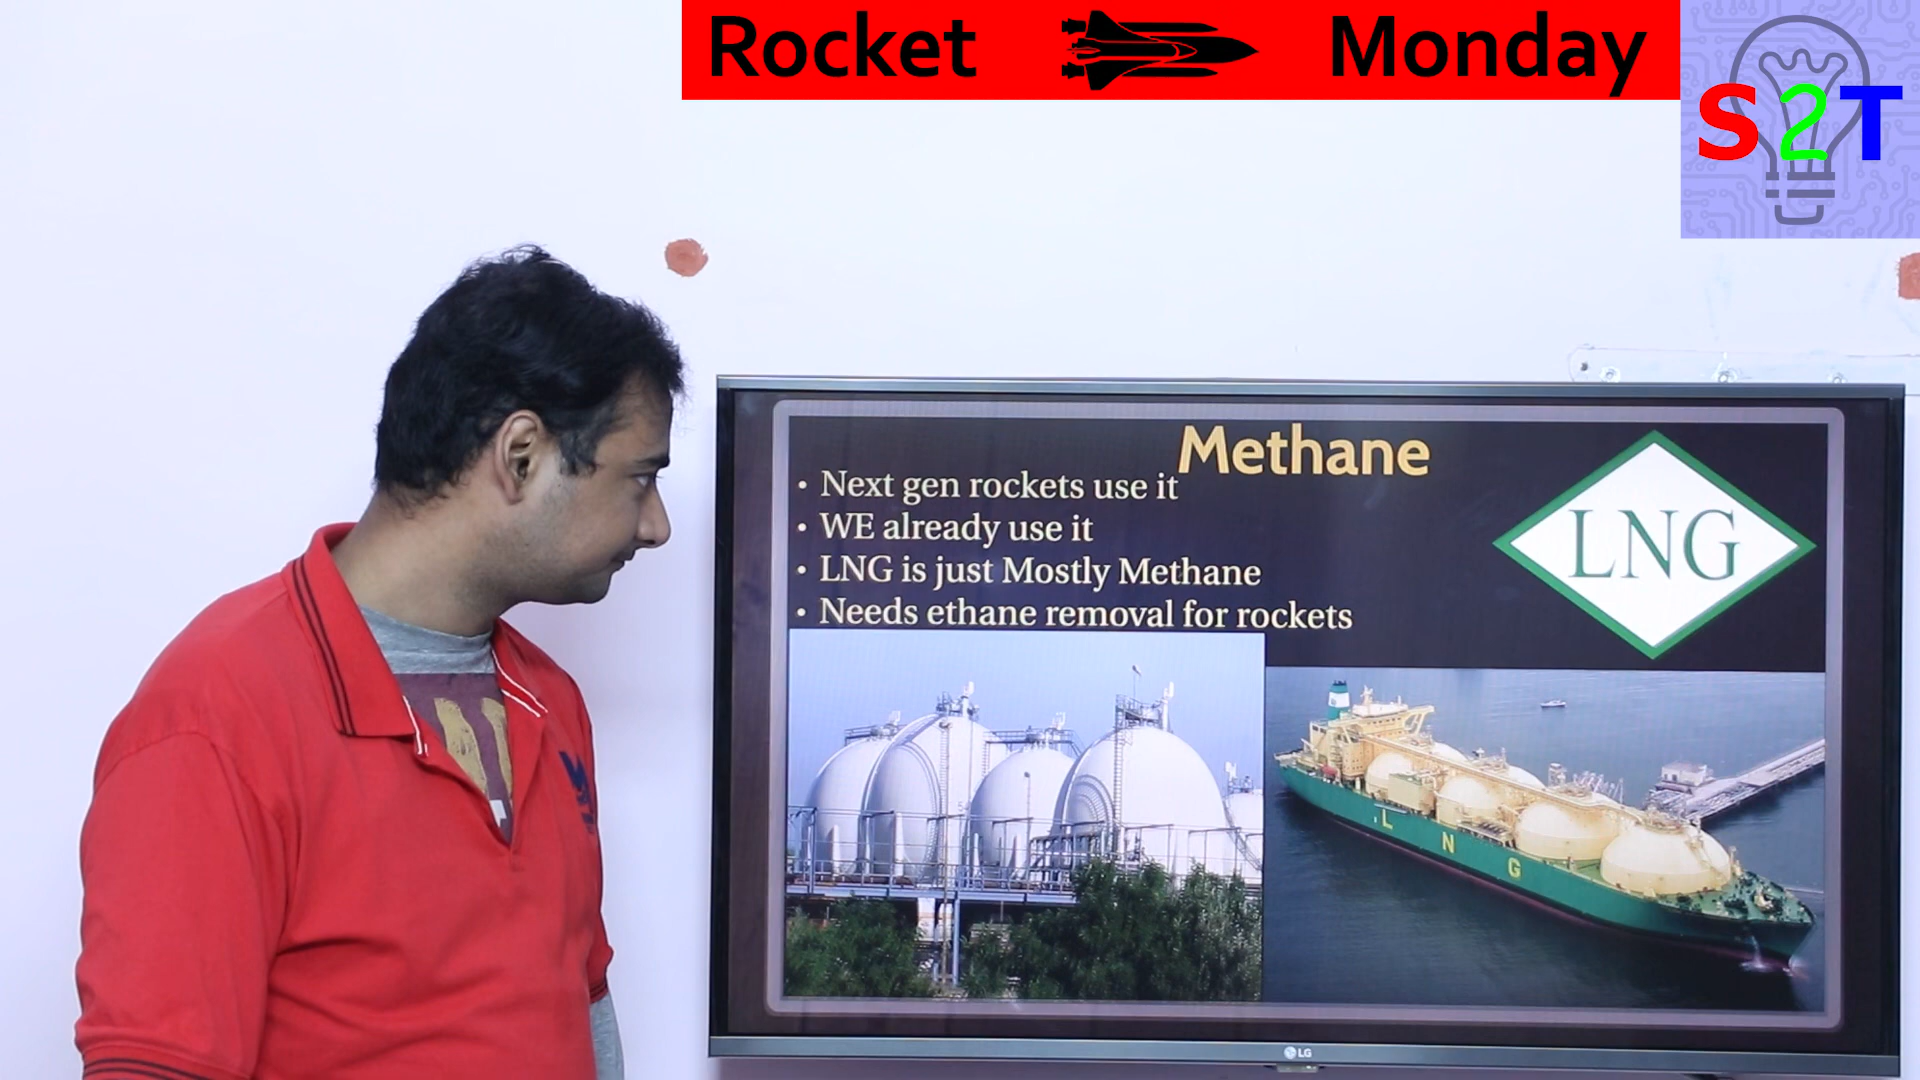 Rocket Monday
S2T
Methane
• Next gen rockets use it
• WE already use it
• LNG is just Mostly Methane
• Needs ethane removal for rockets
LNG
L N G
LG